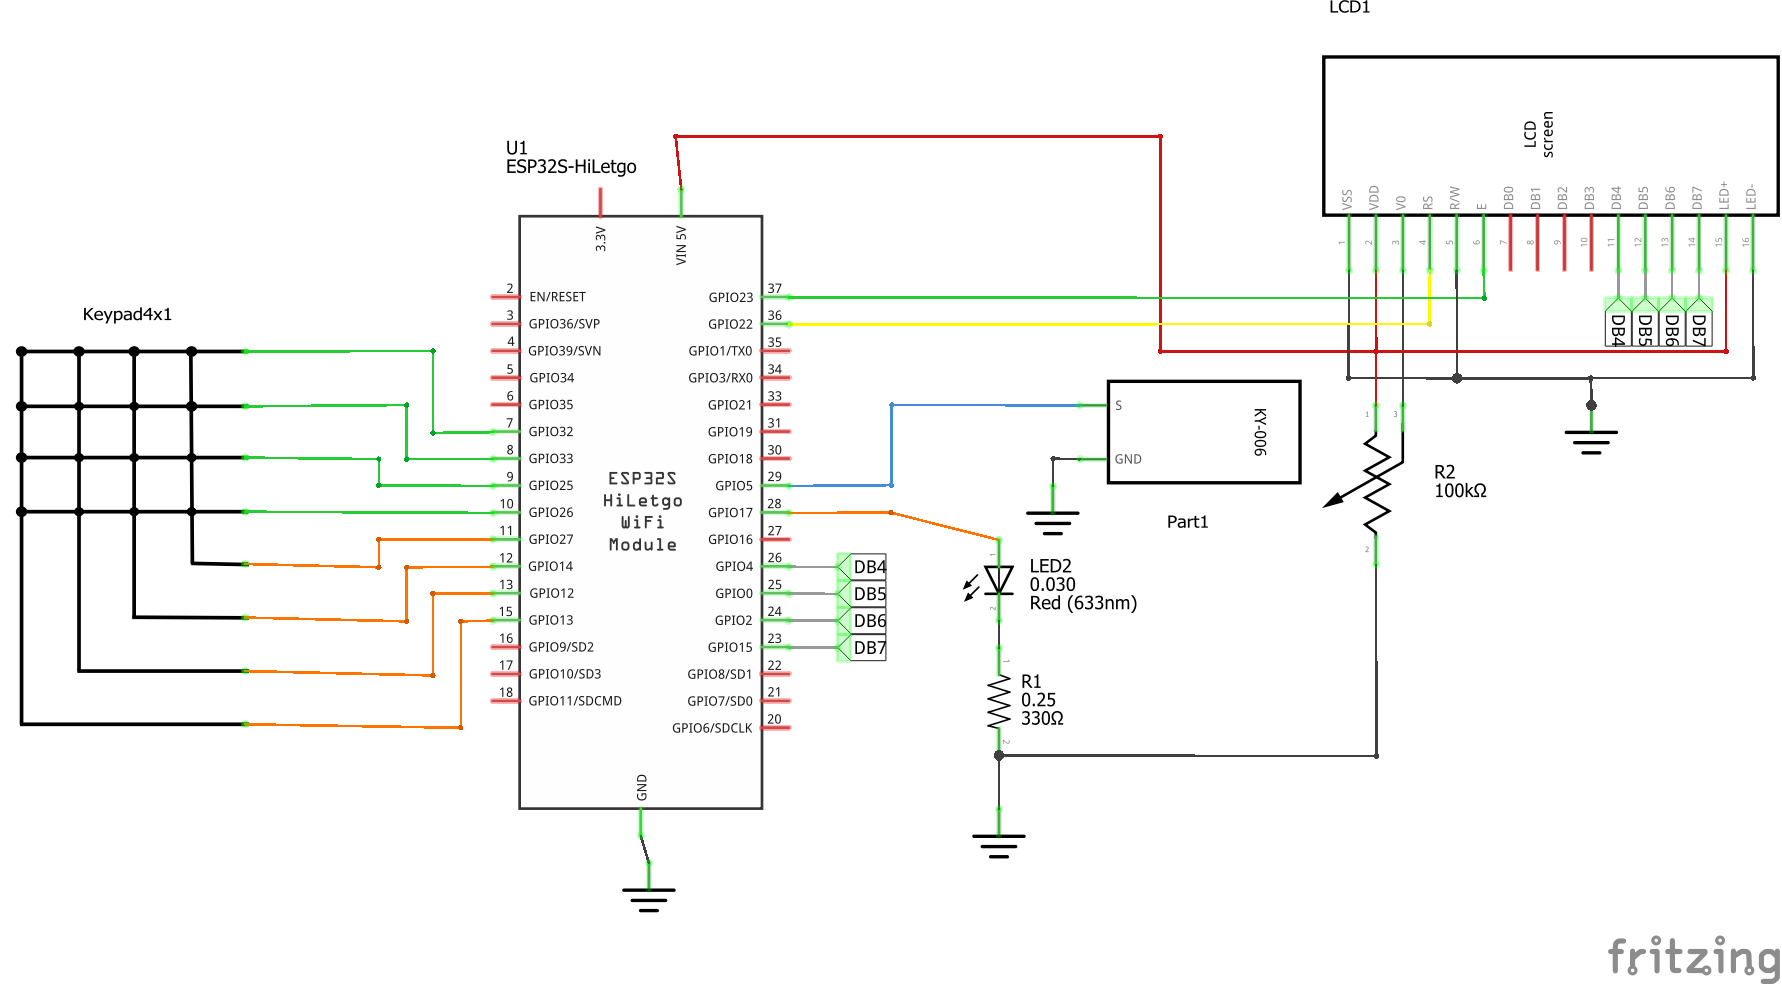 LCD1
LCD
screen
VSS
VDD
V0
RS
R/W
E
DB0
DB1
DB2
DB3
DB4
DB5
DB6
DB7
LED+
LED-
1
2
3
4
5
6
7
8
9
10
11
12
13
14
15
16
DB4
DB5
DB6
DB7
U1
ESP32S-HiLetgo
3.3V
VIN 5V
Keypad4x1
2 EN/RESET
3 GPIO36/SVP
4 GPIO39/SVN
5 GPIO34
6 GPIO35
7 GPIO32
8 GPIO33
9 GPIO25
10 GPIO26
11 GPIO27
12 GPIO14
13 GPIO12
15 GPIO13
16 GPIO9/SD2
17 GPIO10/SD3
18 GPIO11/SDCMD
ESP32S
HiLetgo
WiFi
Module
GPIO23 37
GPIO22 36
GPIO1/TX0 35
GPIO3/RX0 34
GPIO21 33
GPIO19 31
GPIO18 30
GPIO5 29
GPIO17 28
GPIO16 27
GPIO4 26
GPIO0 25
GPIO2 24
GPIO15 23
GPIO8/SD1 22
GPIO7/SD0 21
GPIO6/SDCLK 20
GND
DB4
DB5
DB6
DB7
S
GND
KY-006
Part1
1
3
2
R2
100kΩ
1
2
LED2
0.030
Red (633nm)
1
2
R1
0.25
330Ω
fritzing